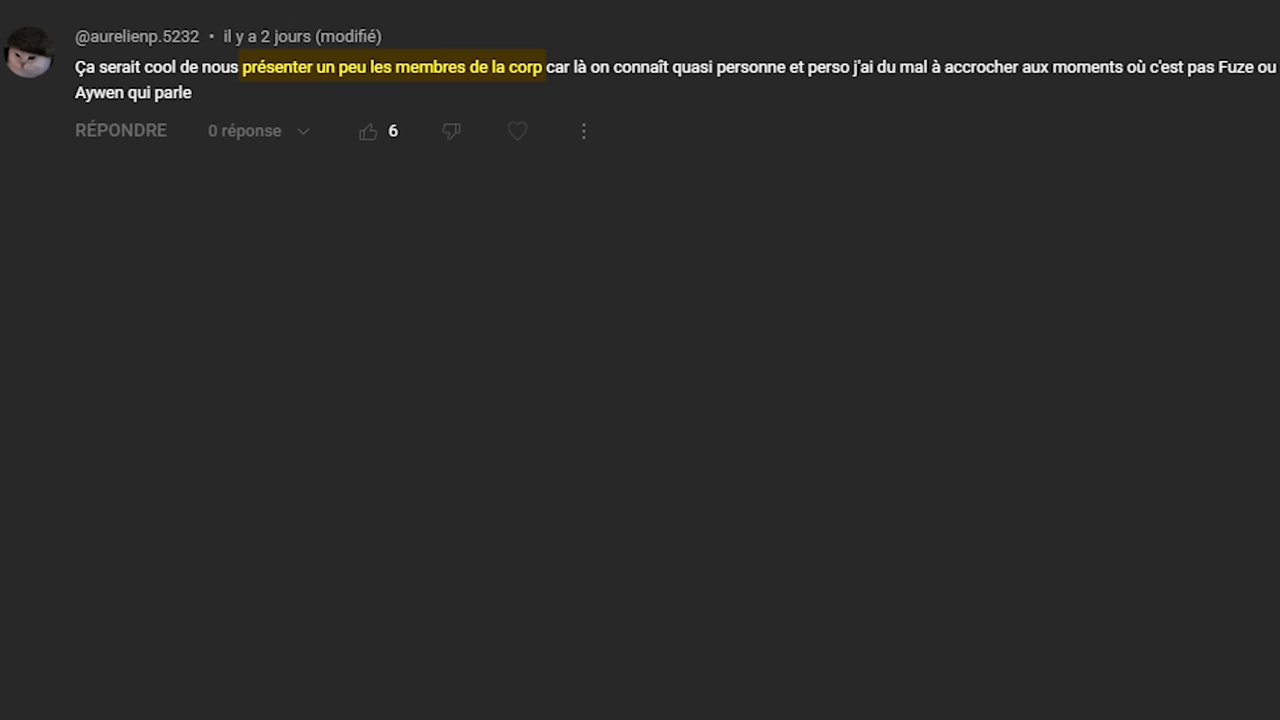 @aurelienp.5232 • il y a 2 jours (modifié)
Ça serait cool de nous présenter un peu les membres de la corp car là on connaît quasi personne et perso j'ai du mal à accrocher aux moments où c'est pas Fuze ou
Aywen qui parle
RÉPONDRE 0 réponse 6